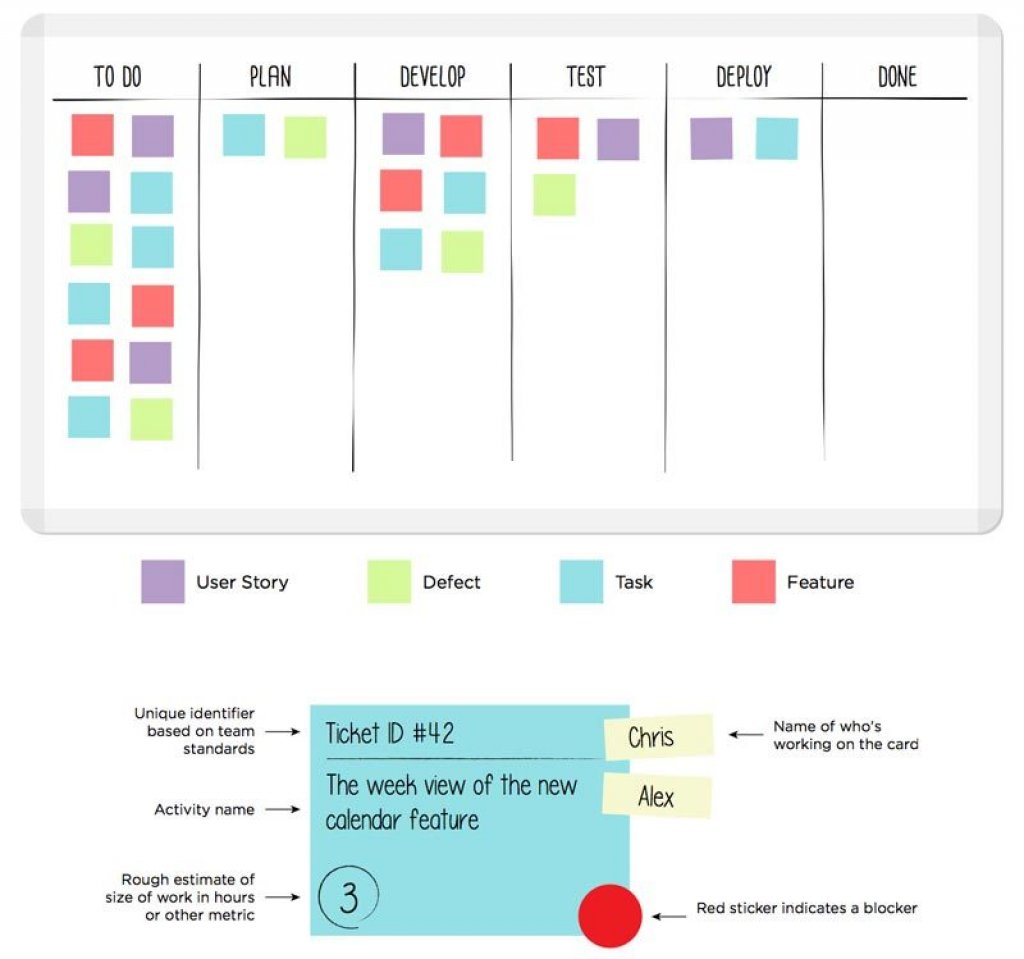 TO DO PLAN DEVELOP TEST DEPLOY DONE
User Story Defect Task Feature
Unique identifier
based on team
standards
Ticket ID #42
Chris
Name of who's
working on the card
Activity name
The week view of the new
calendar feature
Alex
Rough estimate of
size of work in hours
or other metric
3
Red sticker indicates a blocker